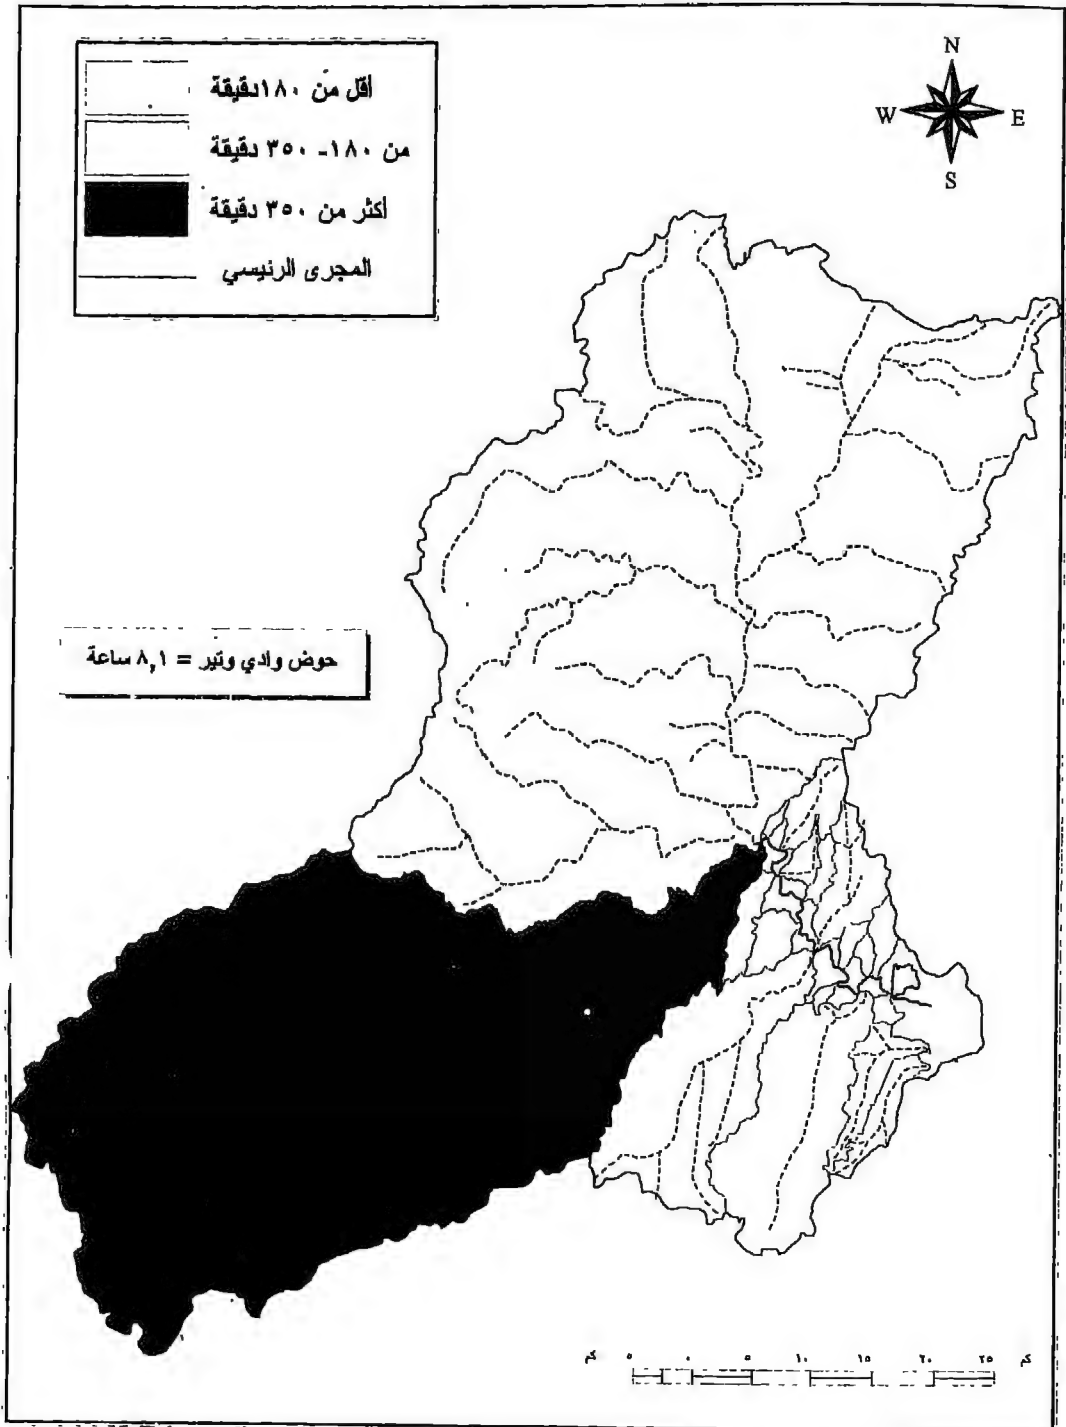 أقل من ١٨٠ دقيقة
من ١٨٠ - ٣٥٠ دقيقة
أكثر من ٣٥٠ دقيقة
المجرى الرئيسي
N
W E
S
حوض وادي وتير = ٨,١ ساعة
كم ٥ ٠ ٥ ١٠ ١٥ ٢٠ ٢٥ كم